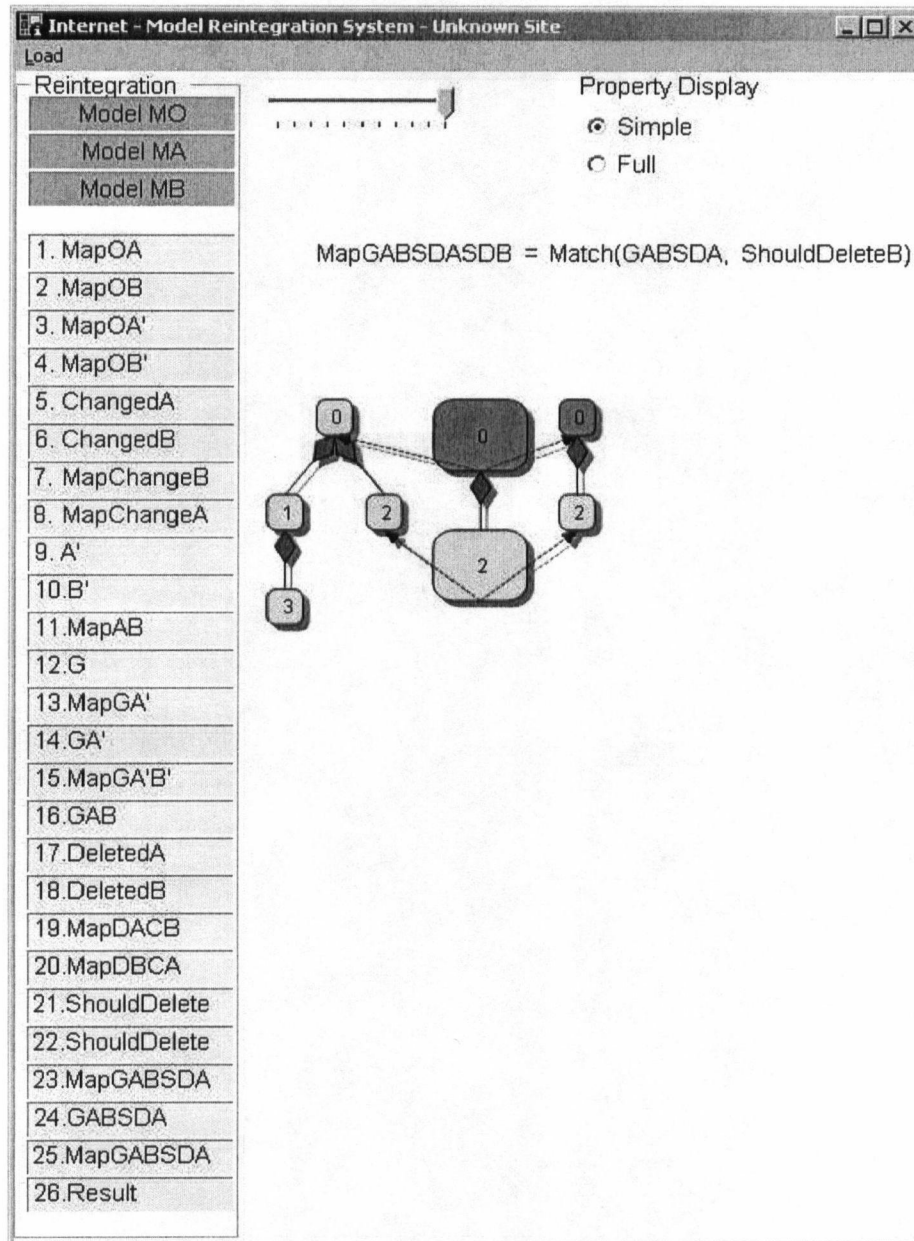 Internet - Model Reintegration System - Unknown Site
Load
Reintegration
Model MO
Model MA
Model MB
1. MapOA
2 .MapOB
3. MapOA'
4. MapOB'
5. ChangedA
6. ChangedB
7. MapChangeB
8. MapChangeA
9. A'
10.B'
11.MapAB
12.G
13.MapGA'
14.GA'
15.MapGA'B'
16.GAB
17.DeletedA
18.DeletedB
19.MapDACB
20.MapDBCA
21.ShouldDelete
22.ShouldDelete
23.MapGABSDA
24.GABSDA
25.MapGABSDA
26.Result
Property Display
Simple
Full
MapGABSDASDB = Match(GABSDA, ShouldDeleteB)
0 0 0
1 2 2 2
3